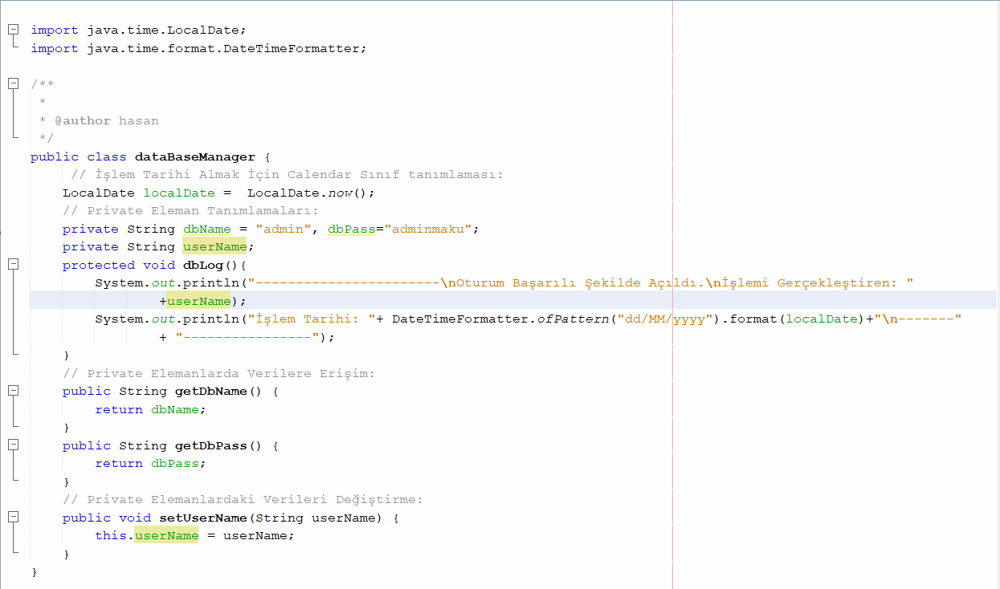 import java.time.LocalDate;
import java.time.format.DateTimeFormatter;
/**
 *
 * @author hasan
 */
public class dataBaseManager {
     // İşlem Tarihi Almak İçin Calendar Sınıf tanımlaması:
    LocalDate localDate =  LocalDate.now();
    // Private Eleman Tanımlamaları:
    private String dbName = "admin", dbPass="adminmaku";
    private String userName;
    protected void dbLog(){
        System.out.println("-----------------------\nOturum Başarılı Şekilde Açıldı.\nİşlemi Gerçekleştiren: "
                +userName);
        System.out.println("İşlem Tarihi: "+ DateTimeFormatter.ofPattern("dd/MM/yyyy").format(localDate)+"\n-------"
                + "----------------");
    }
    // Private Elemanlarda Verilere Erişim:
    public String getDbName() {
        return dbName;
    }
    public String getDbPass() {
        return dbPass;
    }
    // Private Elemanlardaki Verileri Değiştirme:
    public void setUserName(String userName) {
        this.userName = userName;
    }
}